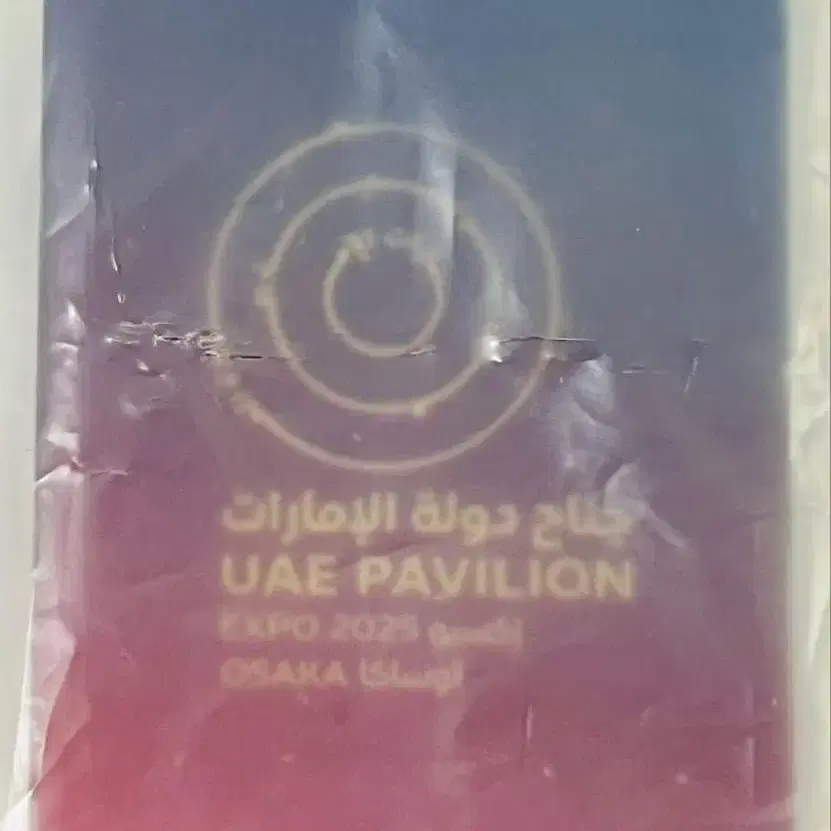 جناح دولة الإمارات
UAE PAVILION
EXPO 2025 إكسبو
OSAKA أوساكا